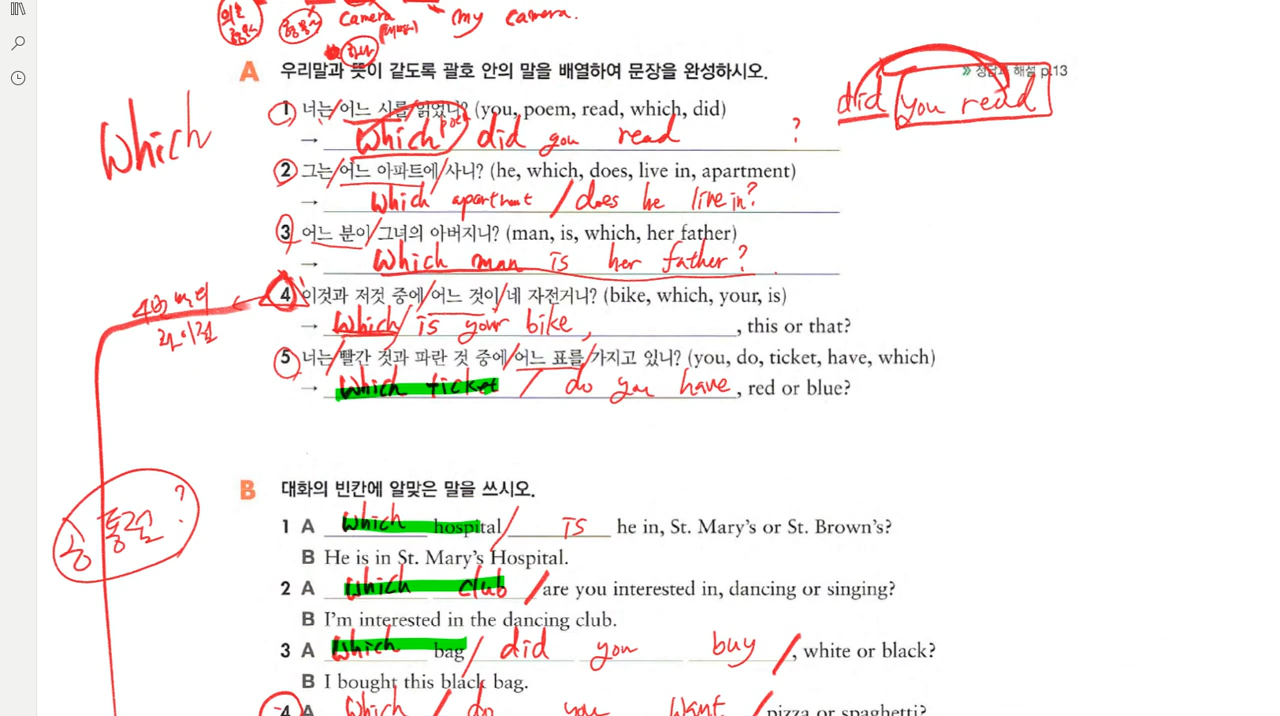 camera my camera.
하나
A 우리말과 뜻이 같도록 괄호 안의 말을 배열하여 문장을 완성하시오.
» 정답과 해설 p.13
did you read
Which
1 너는/어느 시를/읽었니? (you, poem, read, which, did)
→ Which poem did you read ?
2 그는/어느 아파트에/사니? (he, which, does, live in, apartment)
→ Which apartment / does he live in?
3 어느 분이/그녀의 아버지니? (man, is, which, her father)
→ Which man is her father?
4 이것과 저것 중에/어느 것이/네 자전거니? (bike, which, your, is)
→ Which / is your bike, , this or that?
5 너는/빨간 것과 파란 것 중에/어느 표를/가지고 있니? (you, do, ticket, have, which)
→ Which ticket / do you have, red or blue?
공통점?
B 대화의 빈칸에 알맞은 말을 쓰시오.
1 A Which hospital / is he in, St. Mary's or St. Brown's?
B He is in St. Mary's Hospital.
2 A Which club / are you interested in, dancing or singing?
B I'm interested in the dancing club.
3 A Which bag / did you buy /, white or black?
B I bought this black bag.
4 A Which / do you want / pizza or spaghetti?